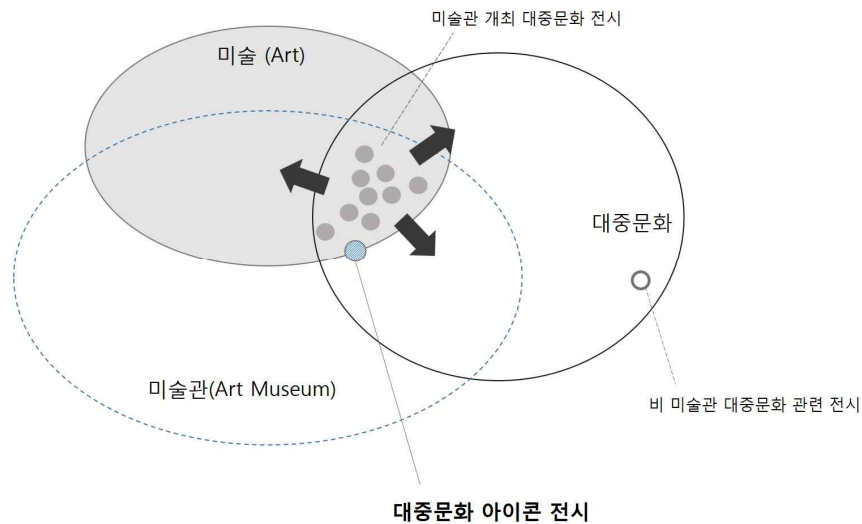 미술관 개최 대중문화 전시
미술 (Art)
대중문화
미술관(Art Museum)
비 미술관 대중문화 관련 전시
대중문화 아이콘 전시